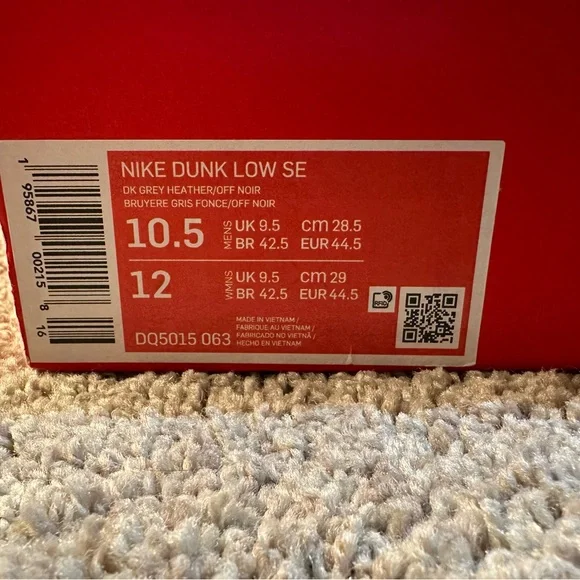 NIKE DUNK LOW SE
DK GREY HEATHER/OFF NOIR
BRUYERE GRIS FONCE/OFF NOIR
10.5 MENS UK 9.5 CM 28.5
BR 42.5 EUR 44.5
12 WMNS UK 9.5 CM 29
BR 42.5 EUR 44.5
DQ5015 063
MADE IN VIETNAM /
FABRIQUE AU VIETNAM /
FABRICADO NO VIETNÃ /
HECHO EN VIETNAM
RFID
1 95867 00215 8 16